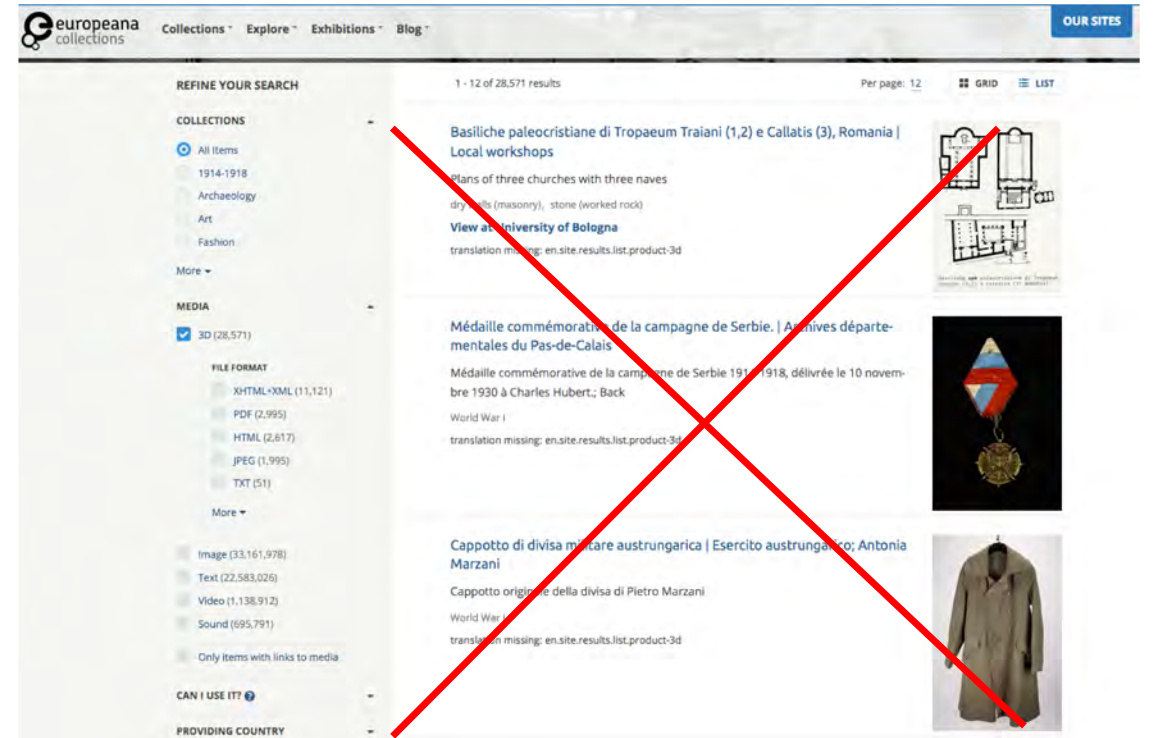 europeana
collections
Collections
Explore
Exhibitions
Blog
OUR SITES
REFINE YOUR SEARCH
COLLECTIONS
All Items
1914-1918
Archaeology
Art
Fashion
More
MEDIA
3D (28,571)
FILE FORMAT
XHTML+XML (11,121)
PDF (2,995)
HTML (2,617)
JPEG (1,995)
TXT (51)
More
Image (33,161,978)
Text (22,583,026)
Video (1,138,912)
Sound (695,791)
Only items with links to media
CAN I USE IT?
PROVIDING COUNTRY
1 - 12 of 28,571 results
Per page: 12
GRID
LIST
Basiliche paleocristiane di Tropaeum Traiani (1,2) e Callatis (3), Romania |
Local workshops
Plans of three churches with three naves
dry walls (masonry), stone (worked rock)
View at University of Bologna
translation missing: en.site.results.list.product-3d
Médaille commémorative de la campagne de Serbie. | Archives départe-
mentales du Pas-de-Calais
Médaille commémorative de la campagne de Serbie 1914-1918, délivrée le 10 novem-
bre 1930 à Charles Hubert.; Back
World War I
translation missing: en.site.results.list.product-3d
Cappotto di divisa militare austrungarica | Esercito austrungarico; Antonia
Marzani
Cappotto originale della divisa di Pietro Marzani
World War I
translation missing: en.site.results.list.product-3d